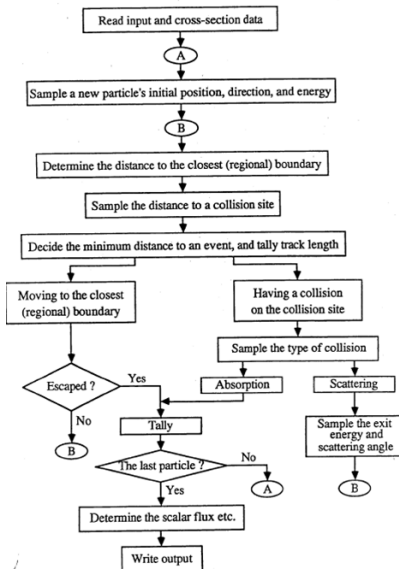 Read input and cross-section data
A
Sample a new particle's initial position, direction, and energy
B
Determine the distance to the closest (regional) boundary
Sample the distance to a collision site
Decide the minimum distance to an event, and tally track length
Moving to the closest
(regional) boundary
Having a collision
on the collision site
Sample the type of collision
Escaped ?
Yes
Absorption
Scattering
No
Tally
Sample the exit
energy and
scattering angle
B
The last particle ?
No
A
B
Yes
Determine the scalar flux etc.
Write output